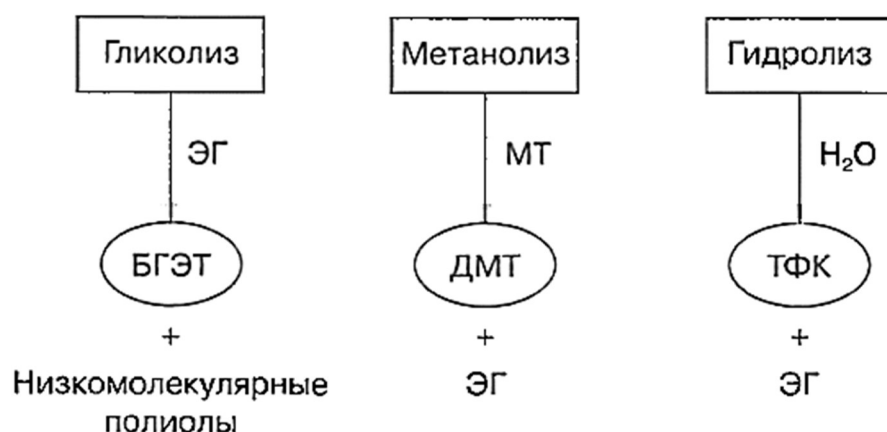 Гликолиз
Метанолиз
Гидролиз
ЭГ
МТ
H₂O
БГЭТ
ДМТ
ТФК
+
+
+
Низкомолекулярные
полиолы
ЭГ
ЭГ